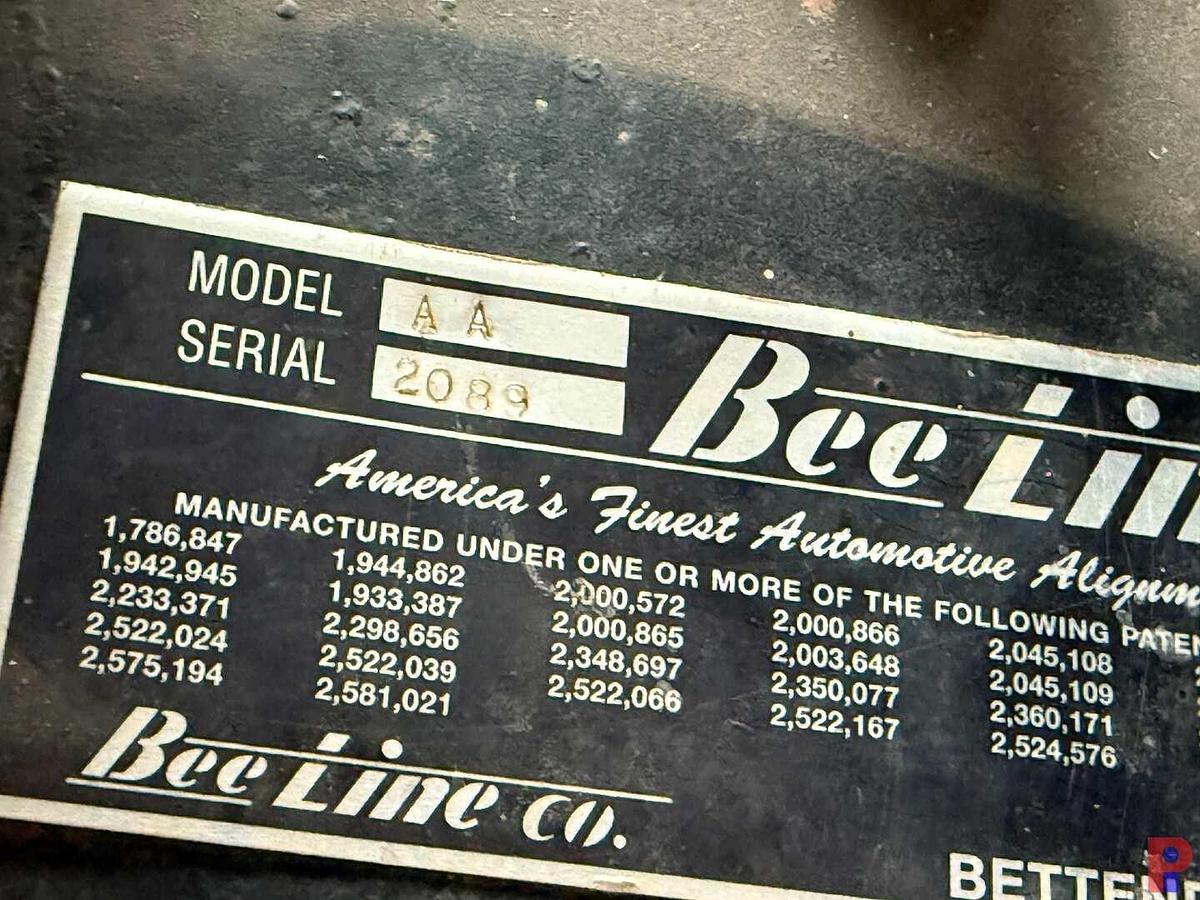 MODEL AA
SERIAL 2089
Bee
America's Finest Automotive
MANUFACTURED UNDER ONE OR MORE OF THE FOLLOWING
1,786,847 1,944,862 2,000,572 2,000,866 2,045,108
1,942,945 1,933,387 2,000,865 2,003,648 2,045,109
2,233,371 2,298,656 2,348,697 2,350,077 2,360,171
2,522,024 2,522,039 2,522,066 2,522,167 2,524,576
2,575,194 2,581,021
Bee Line CO.